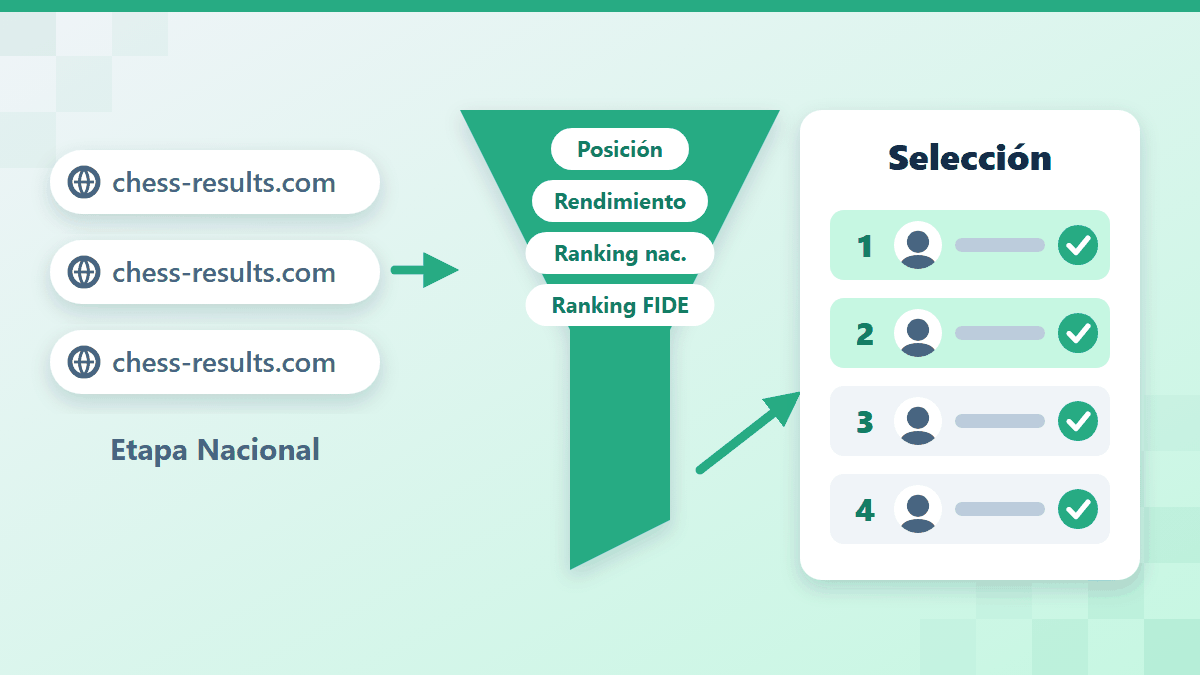 chess-results.com
chess-results.com
chess-results.com
Etapa Nacional
Posición
Rendimiento
Ranking nac.
Ranking FIDE
Selección
1
2
3
4